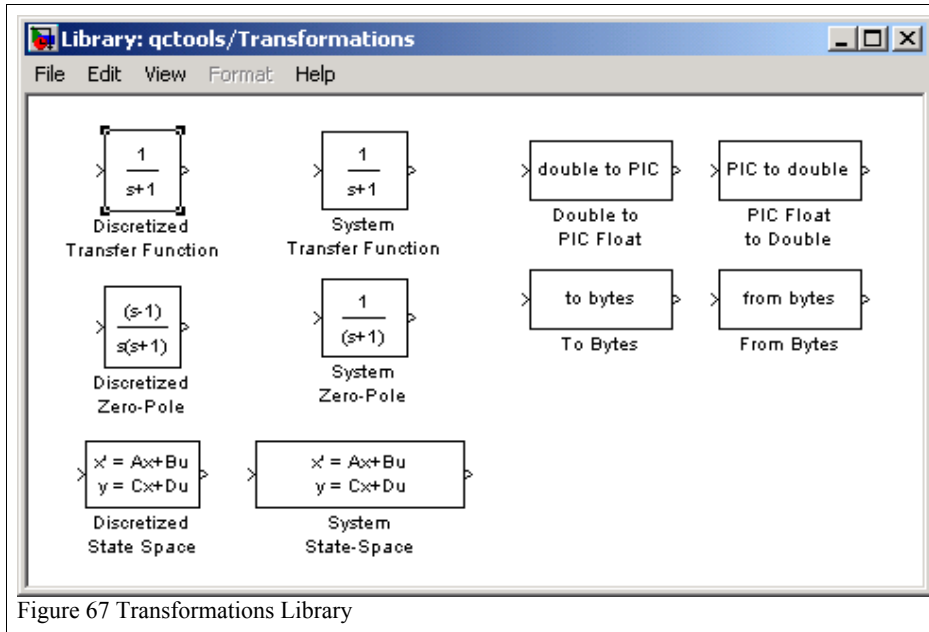 Library: qctools/Transformations
File Edit View Format Help
1
s+1
Discretized
Transfer Function
1
s+1
System
Transfer Function
double to PIC
Double to
PIC Float
PIC to double
PIC Float
to Double
(s-1)
s(s+1)
Discretized
Zero-Pole
1
(s+1)
System
Zero-Pole
to bytes
To Bytes
from bytes
From Bytes
x' = Ax+Bu
y = Cx+Du
Discretized
State Space
x' = Ax+Bu
y = Cx+Du
System
State-Space
Figure 67 Transformations Library